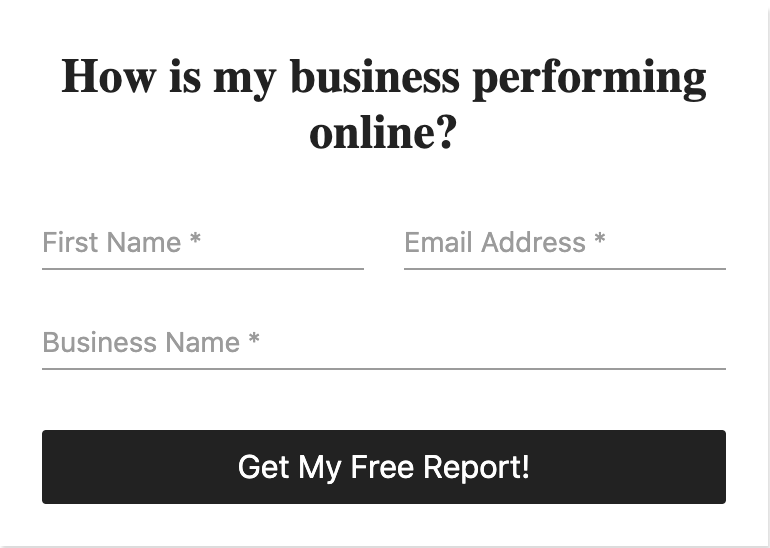 How is my business performing
online?
First Name *
Email Address *
Business Name *
Get My Free Report!